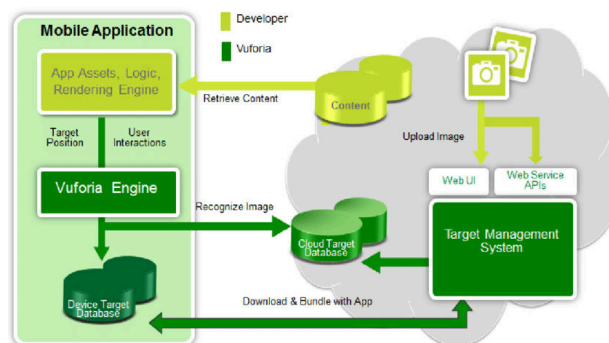 Mobile Application
Developer
Vuforia
App Assets, Logic,
Rendering Engine
Retrieve Content
Content
Upload Image
Target
Position
User
Interactions
Vuforia Engine
Web UI
Web Service
APIs
Recognize Image
Cloud Target
Database
Target Management
System
Device Target
Database
Download & Bundle with App